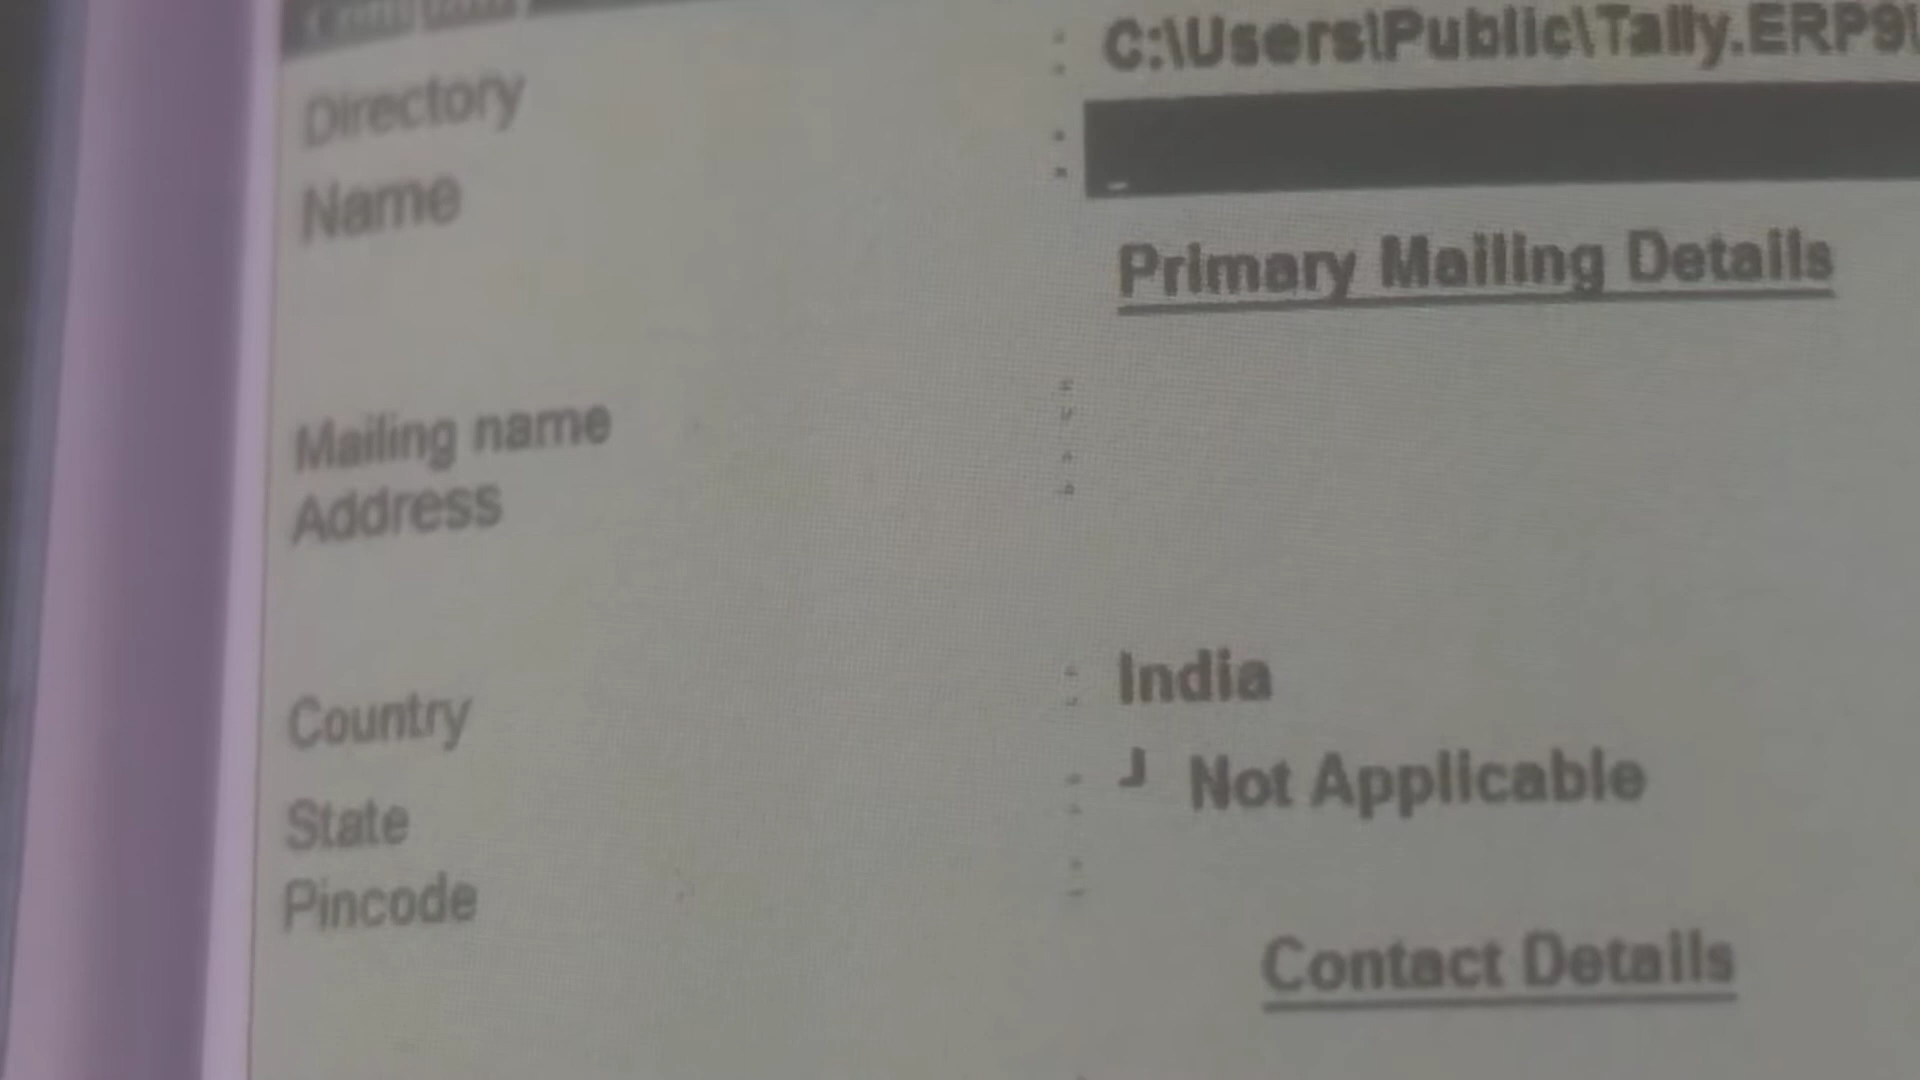 Directory : C:\Users\Public\Tally.ERP9\
Name :
Primary Mailing Details
Mailing name :
Address :
Country : India
State : ┘ Not Applicable
Pincode :
Contact Details